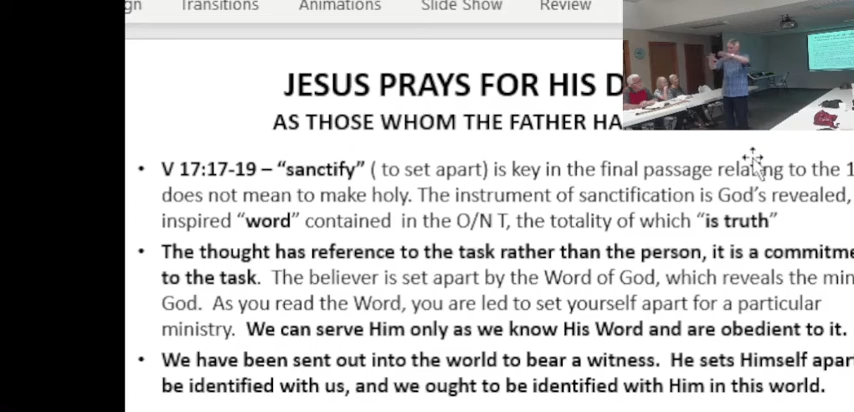 Transitions Animations Slide Show Review
JESUS PRAYS FOR HIS D
AS THOSE WHOM THE FATHER HA
• V 17:17-19 – “sanctify” ( to set apart) is key in the final passage relating to the 1
does not mean to make holy. The instrument of sanctification is God’s revealed,
inspired “word” contained in the O/N T, the totality of which “is truth”
• The thought has reference to the task rather than the person, it is a commitme
to the task. The believer is set apart by the Word of God, which reveals the min
God. As you read the Word, you are led to set yourself apart for a particular
ministry. We can serve Him only as we know His Word and are obedient to it.
• We have been sent out into the world to bear a witness. He sets Himself apar
be identified with us, and we ought to be identified with Him in this world.